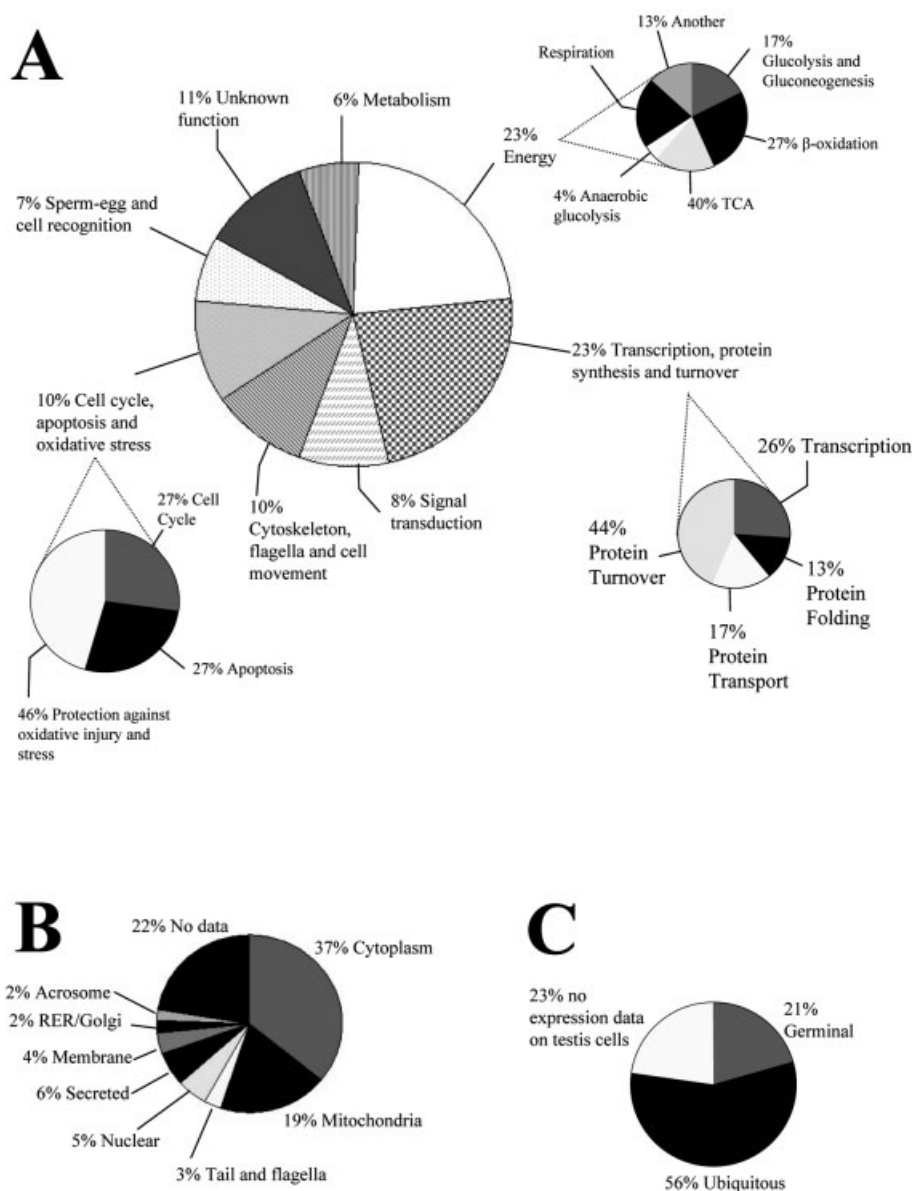 A
13% Another
Respiration
17%
Glucolysis and
Gluconeogenesis
11% Unknown
function
6% Metabolism
23%
Energy
27% β-oxidation
4% Anaerobic
glucolysis
40% TCA
7% Sperm-egg and
cell recognition
23% Transcription, protein
synthesis and turnover
10% Cell cycle,
apoptosis and
oxidative stress
26% Transcription
27% Cell
Cycle
10%
Cytoskeleton,
flagella and cell
movement
8% Signal
transduction
44%
Protein
Turnover
13%
Protein
Folding
17%
Protein
Transport
27% Apoptosis
46% Protection against
oxidative injury and
stress
B
22% No data
37% Cytoplasm
2% Acrosome
2% RER/Golgi
4% Membrane
6% Secreted
5% Nuclear
19% Mitochondria
3% Tail and flagella
C
23% no
expression data
on testis cells
21%
Germinal
56% Ubiquitous